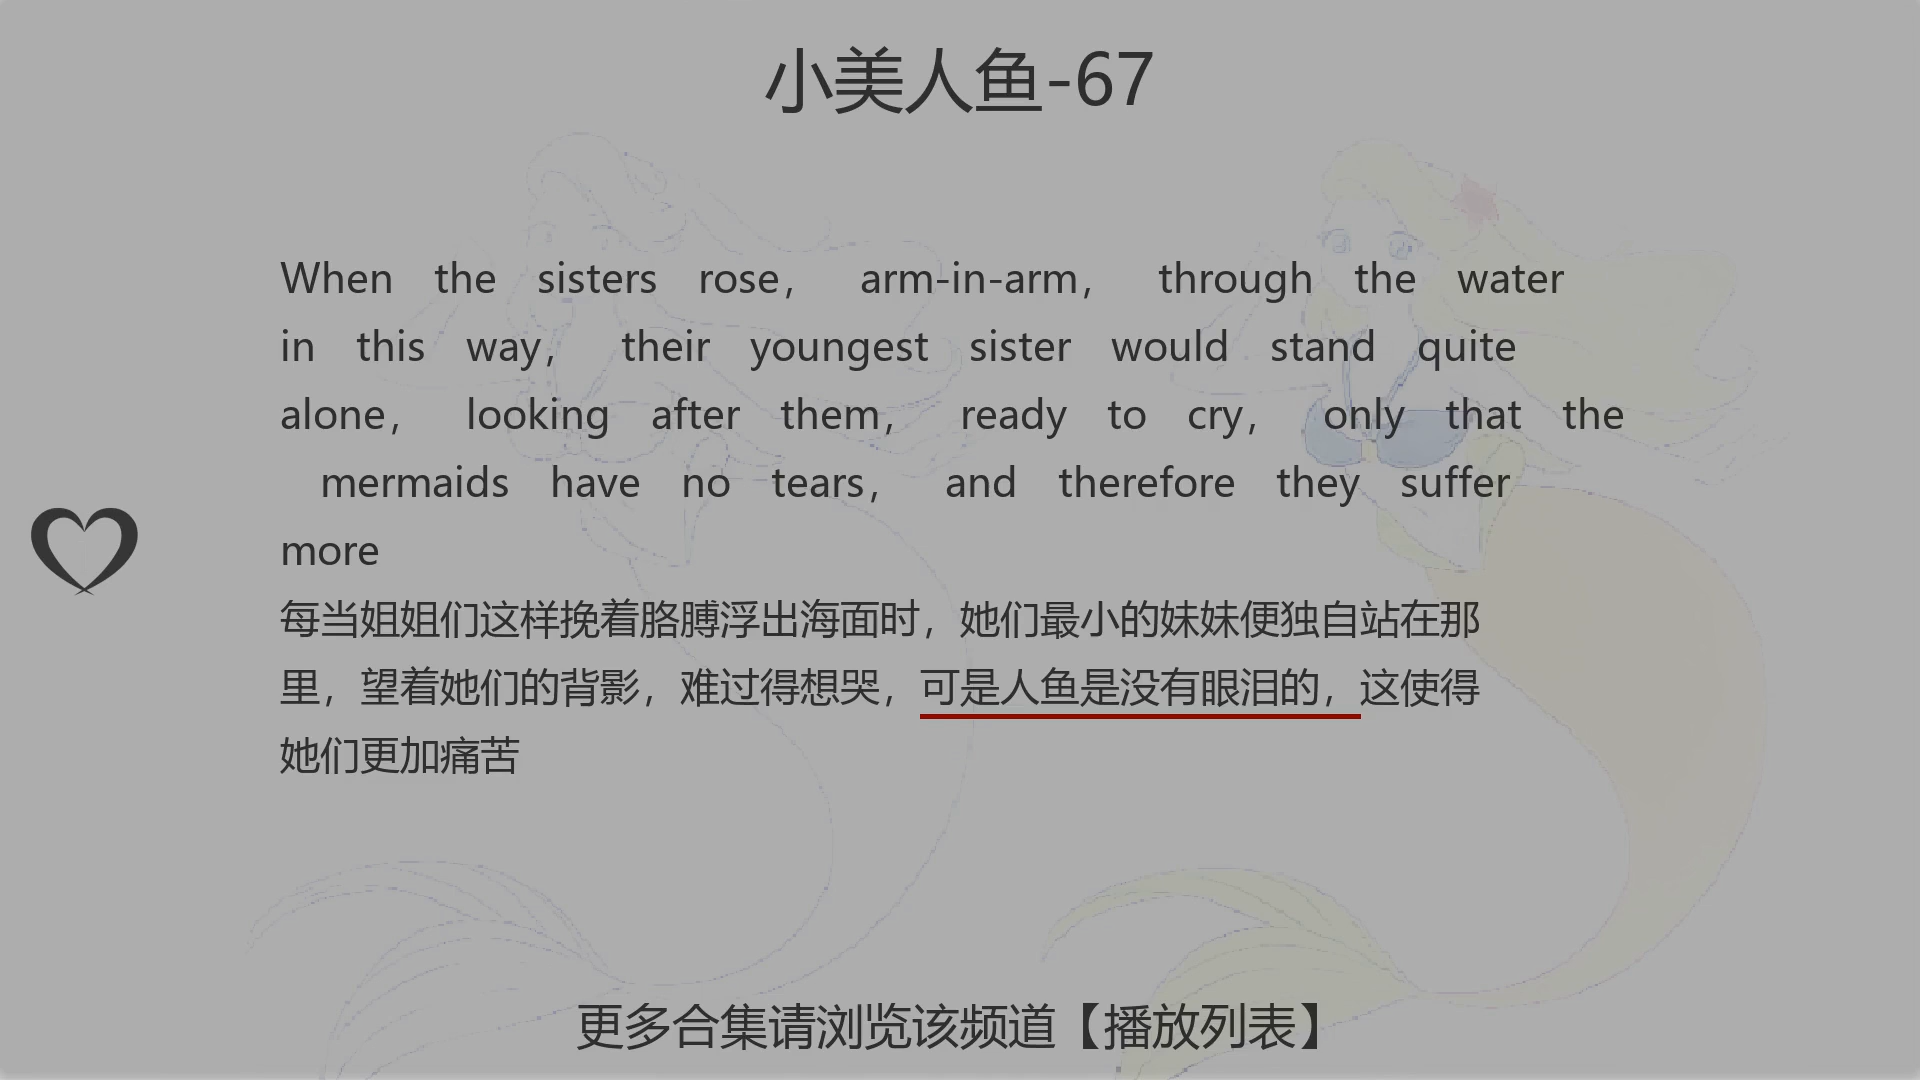 小美人鱼-67
When the sisters rose， arm-in-arm， through the water
in this way， their youngest sister would stand quite
alone， looking after them， ready to cry， only that the
mermaids have no tears， and therefore they suffer
more
每当姐姐们这样挽着胳膊浮出海面时，她们最小的妹妹便独自站在那
里，望着她们的背影，难过得想哭，可是人鱼是没有眼泪的，这使得
她们更加痛苦
更多合集请浏览该频道【播放列表】